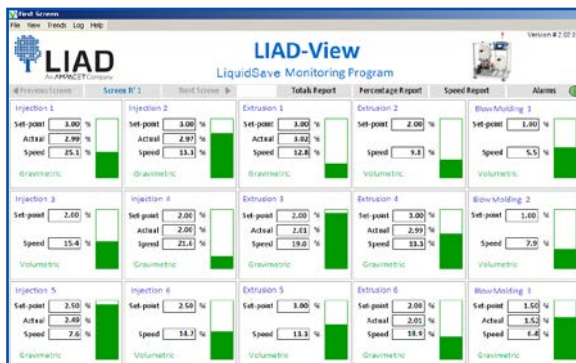 First Screen
File View Trends Log Help
Version # 2.02.0
LIAD
An AMPACET Company
LIAD-View
LiquidSave Monitoring Program
Previous Screen Screen N° 1 Next Screen Totals Report Percentage Report Speed Report Alarms
Injection 1 Injection 2 Extrusion 1 Extrusion 2 Blow Molding 1
Set-point 3.00 % Set-point 3.00 % Set-point 3.00 % Set-point 2.00 % Set-point 1.00 %
Actual 2.99 % Actual 2.97 % Actual 3.02 %
Speed 25.1 % Speed 13.3 % Speed 12.8 % Speed 9.8 % Speed 5.5 %
Gravimetric Gravimetric Gravimetric Volumetric Volumetric
Injection 3 Injection 4 Extrusion 3 Extrusion 4 Blow Molding 2
Set-point 2.00 % Set-point 2.00 % Set-point 2.00 % Set-point 3.00 % Set-point 1.00 %
Actual 2.00 % Actual 2.01 % Actual 2.99 %
Speed 15.4 % Speed 21.6 % Speed 19.0 % Speed 13.3 % Speed 7.9 %
Volumetric Gravimetric Gravimetric Gravimetric Volumetric
Injection 5 Injection 6 Extrusion 5 Extrusion 6 Blow Molding 3
Set-point 2.50 % Set-point 2.50 % Set-point 3.00 % Set-point 2.00 % Set-point 1.50 %
Actual 2.49 % Actual 2.01 % Actual 1.52 %
Speed 7.6 % Speed 14.2 % Speed 13.3 % Speed 18.9 % Speed 6.4 %
Gravimetric Volumetric Volumetric Gravimetric Gravimetric